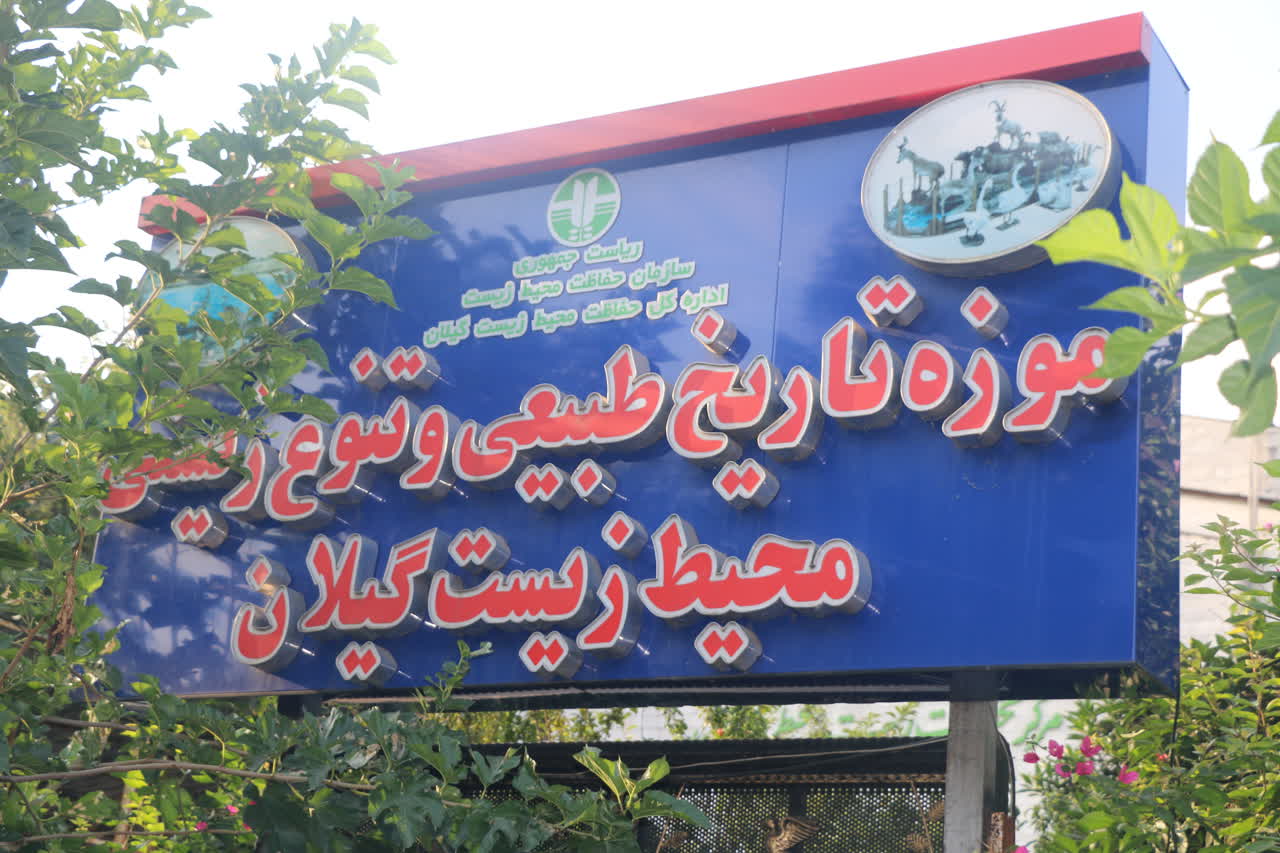 ریاست جمهوری
سازمان حفاظت محیط زیست
اداره کل حفاظت محیط زیست گیلان
موزه تاریخ طبیعی و تنوع زیستی
محیط زیست گیلان